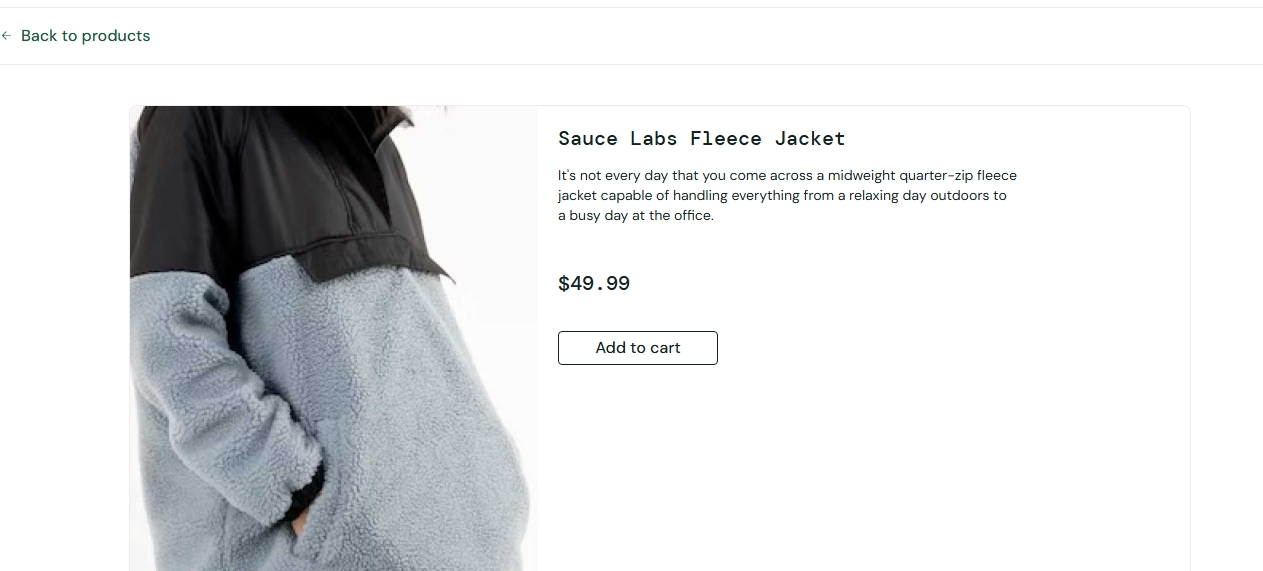 ← Back to products
Sauce Labs Fleece Jacket
It's not every day that you come across a midweight quarter-zip fleece
jacket capable of handling everything from a relaxing day outdoors to
a busy day at the office.
$49.99
Add to cart